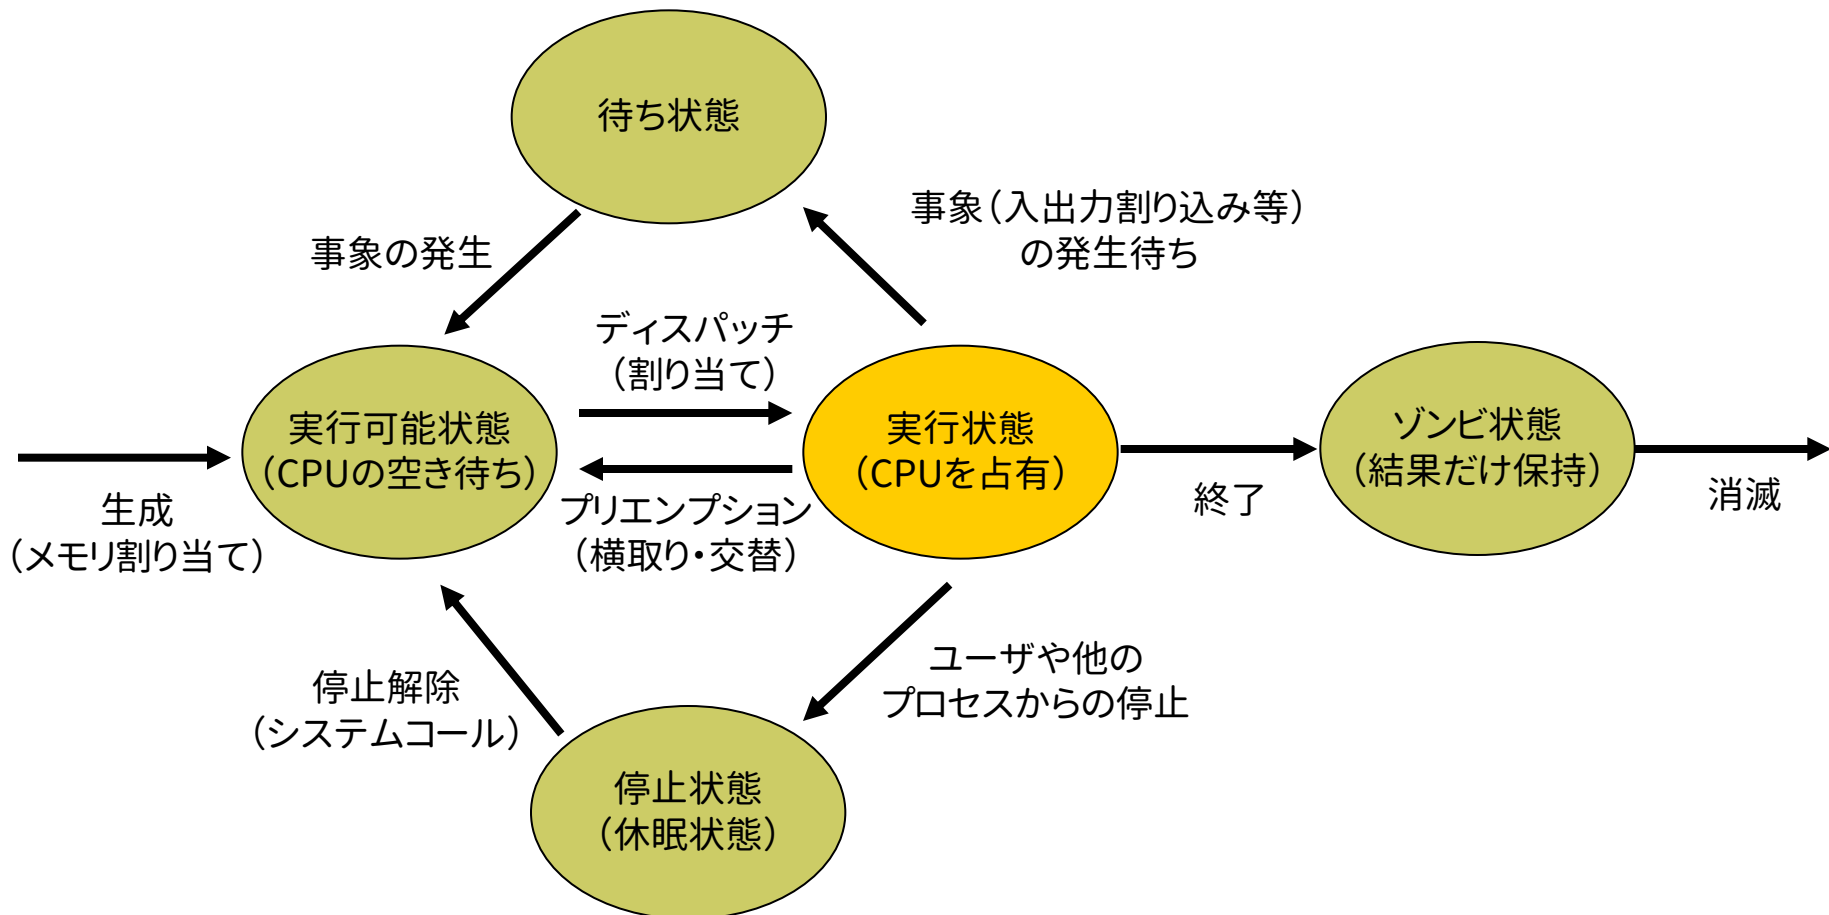 待ち状態
事象（入出力割り込み等）
の発生待ち
事象の発生
ディスパッチ
（割り当て）
実行可能状態
（CPUの空き待ち）
実行状態
（CPUを占有）
ゾンビ状態
（結果だけ保持）
生成
（メモリ割り当て）
プリエンプション
（横取り・交替）
終了
消滅
停止解除
（システムコール）
ユーザや他の
プロセスからの停止
停止状態
（休眠状態）